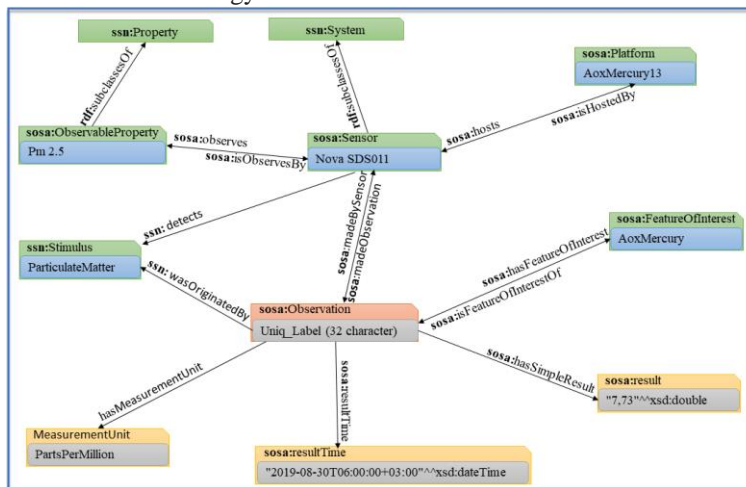 ssn:Property
ssn:System
sosa:Platform
AoxMercury13
rdf:subclassesOf
rdf:subclassesOf
sosa:hosts
sosa:isHostedBy
sosa:ObservableProperty
Pm 2.5
sosa:observes
sosa:isObservesBy
sosa:Sensor
Nova SDS011
ssn: detects
sosa:madeBySensor
sosa:madeObservation
sosa:FeatureOfInterest
AoxMercury
sosa:hasFeatureOfInterest
sosa:isFeatureOfInterestOf
ssn:Stimulus
ParticulateMatter
ssn: wasOriginatedBy
sosa:Observation
Uniq_Label (32 character)
hasMeasurementUnit
sosa:resultTime
sosa:hasSimpleResult
sosa:result
"7,73"^^xsd:double
MeasurementUnit
PartsPerMillion
sosa:resultTime
"2019-08-30T06:00:00+03:00"^^xsd:dateTime